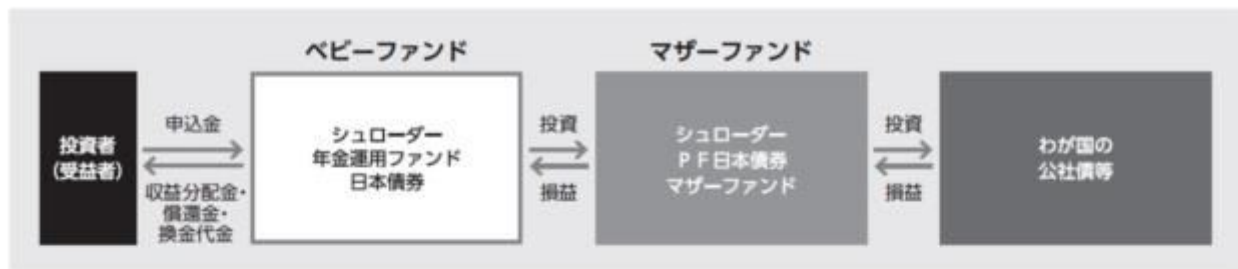 ベビーファンド
マザーファンド
投資者
(受益者)
申込金
収益分配金・
償還金・
換金代金
シュローダー
年金運用ファンド
日本債券
投資
損益
シュローダー
ＰＦ日本債券
マザーファンド
投資
損益
わが国の
公社債等